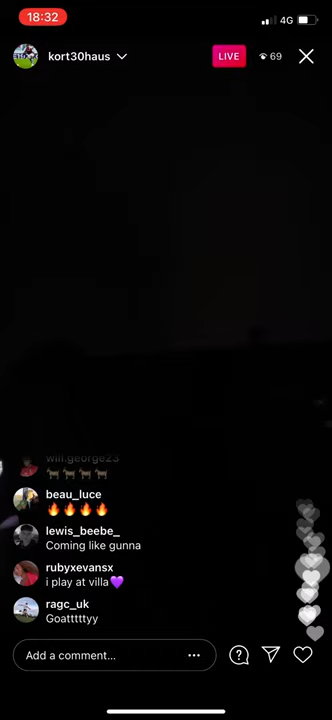 18:32
4G
kort30haus
LIVE
69
will.george23
🐐🐐🐐🐐
beau_luce
🔥🔥🔥🔥
lewis_beebe_
Coming like gunna
rubyxevansx
i play at villa💜
ragc_uk
Goatttttyy
Add a comment...